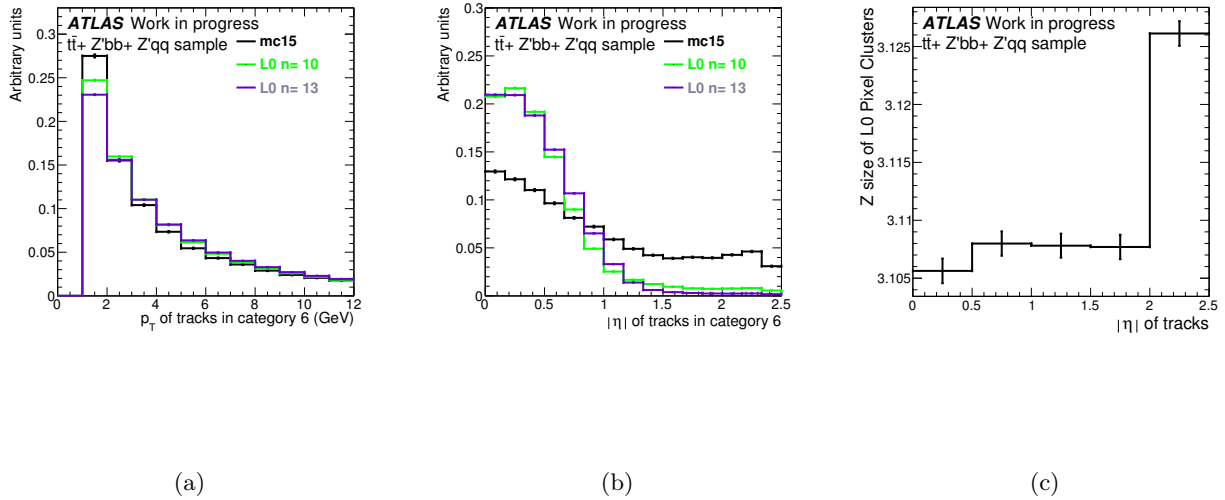 Arbitrary units
ATLAS Work in progress
tt̄+ Z'bb+ Z'qq sample
mc15
L0 n= 10
L0 n= 13
0.3
0.25
0.2
0.15
0.1
0.05
0
0 2 4 6 8 10 12
p_T of tracks in category 6 (GeV)
(a)
Arbitrary units
ATLAS Work in progress
tt̄+ Z'bb+ Z'qq sample
mc15
L0 n= 10
L0 n= 13
0.3
0.25
0.2
0.15
0.1
0.05
0
0 0.5 1 1.5 2 2.5
|η| of tracks in category 6
(b)
Z size of L0 Pixel Clusters
ATLAS Work in progress
tt̄+ Z'bb+ Z'qq sample
3.125
3.12
3.115
3.11
3.105
0 0.5 1 1.5 2 2.5
|η| of tracks
(c)